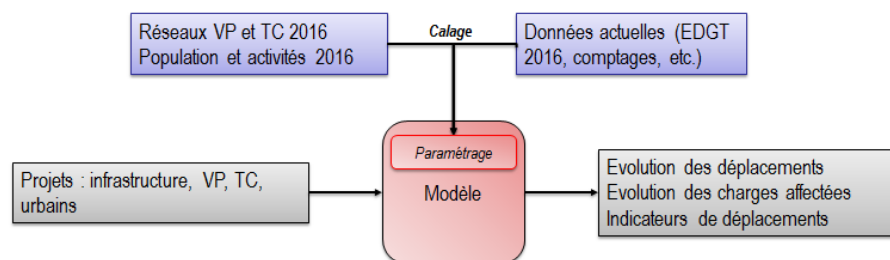 Réseaux VP et TC 2016
Population et activités 2016
Calage
Données actuelles (EDGT
2016, comptages, etc.)
Paramétrage
Modèle
Projets : infrastructure, VP, TC,
urbains
Evolution des déplacements
Evolution des charges affectées
Indicateurs de déplacements